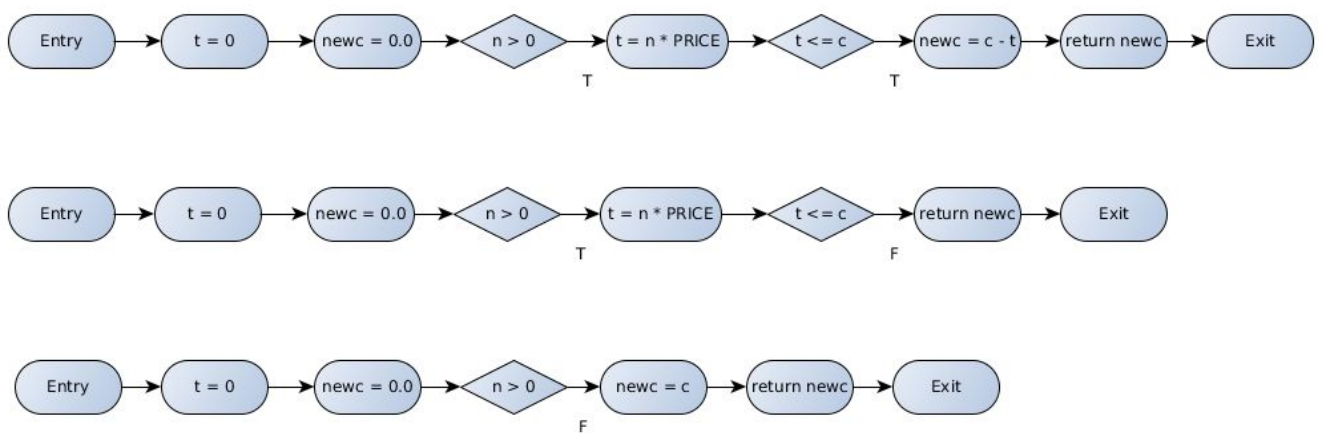 Entry t = 0 newc = 0.0 n > 0 t = n * PRICE t <= c newc = c - t return newc Exit
T T
Entry t = 0 newc = 0.0 n > 0 t = n * PRICE t <= c return newc Exit
T F
Entry t = 0 newc = 0.0 n > 0 newc = c return newc Exit
F